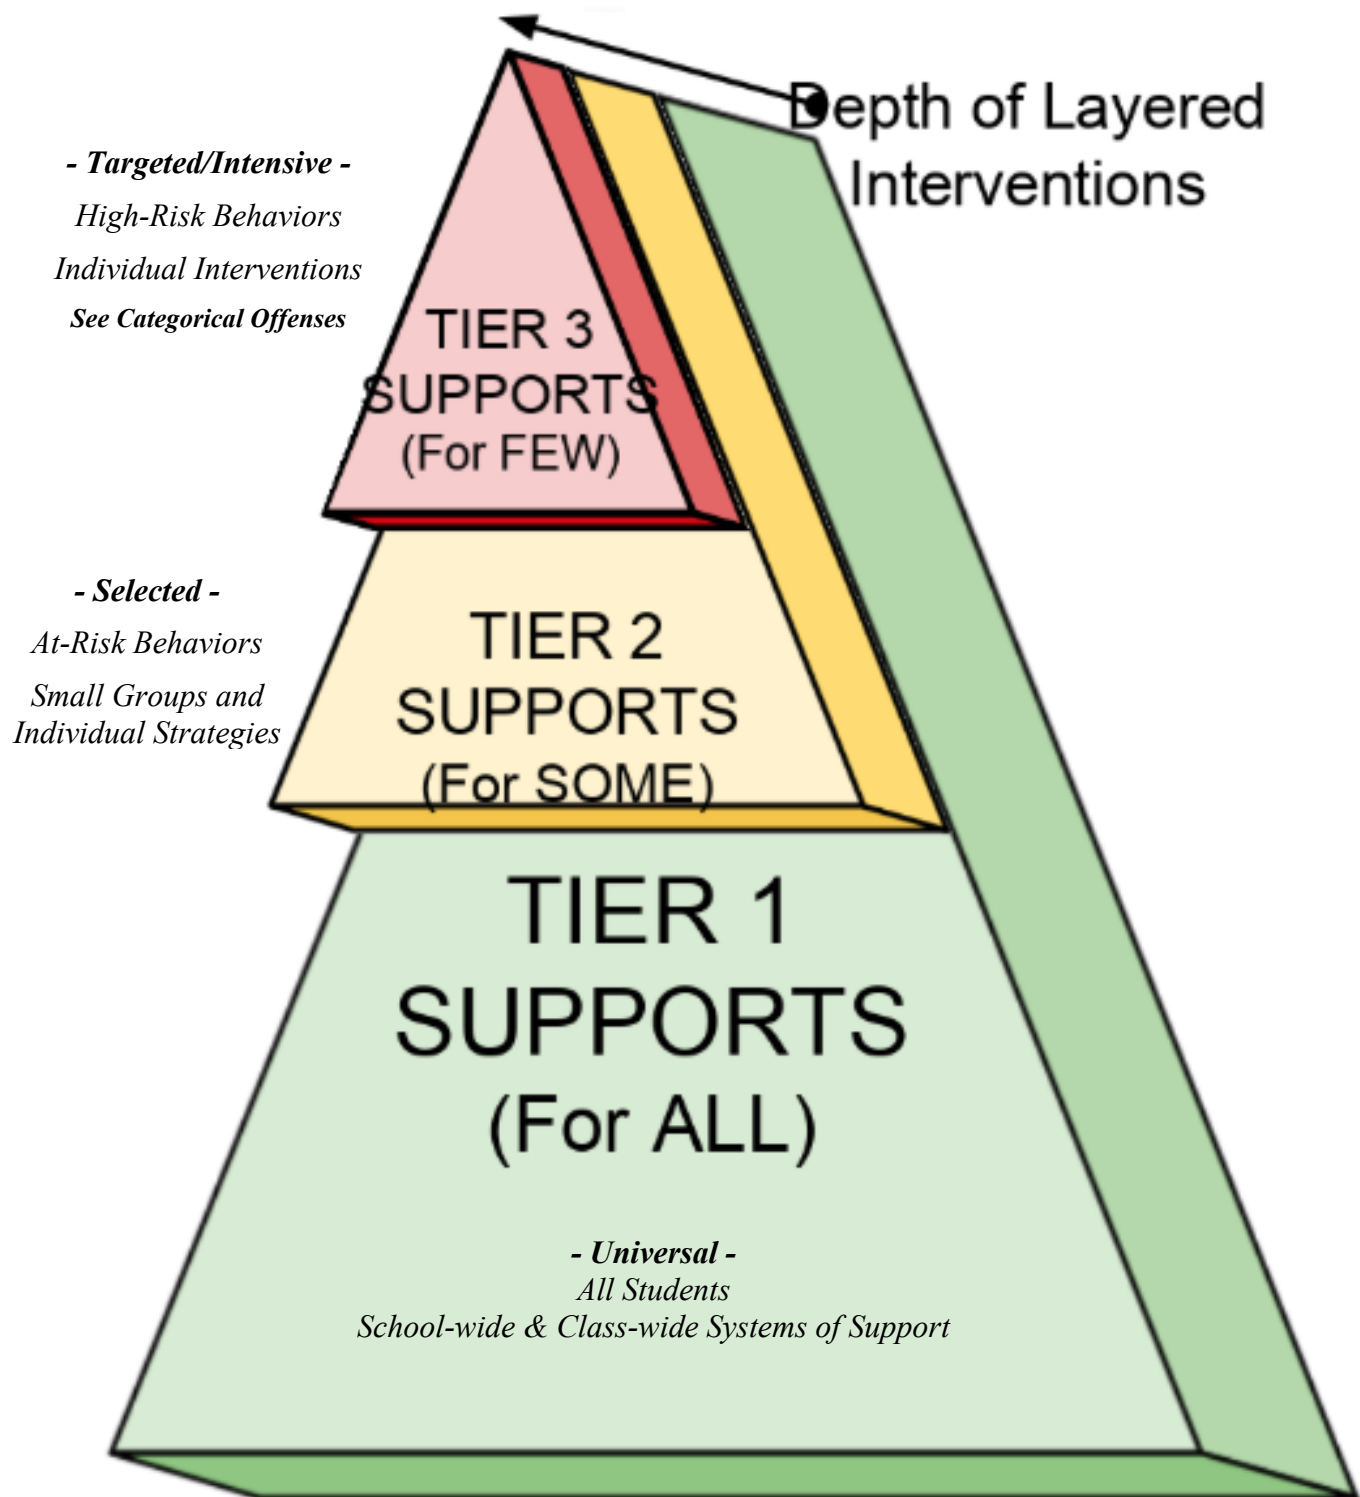 Depth of Layered
Interventions
- Targeted/Intensive -
High-Risk Behaviors
Individual Interventions
See Categorical Offenses
TIER 3
SUPPORTS
(For FEW)
- Selected -
At-Risk Behaviors
Small Groups and
Individual Strategies
TIER 2
SUPPORTS
(For SOME)
TIER 1
SUPPORTS
(For ALL)
- Universal -
All Students
School-wide & Class-wide Systems of Support